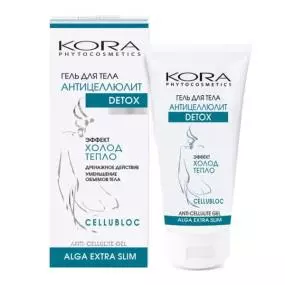 KORA
PHYTOCOSMETICS
ГЕЛЬ ДЛЯ ТЕЛА
АНТИЦЕЛЛЮЛИТ
DETOX
ЭФФЕКТ
ХОЛОД
ТЕПЛО
ДРЕНАЖНОЕ ДЕЙСТВИЕ
УМЕНЬШЕНИЕ
ОБЪЕМОВ ТЕЛА
CELLUBLOC
ANTI-CELLULITE GEL
ALGA EXTRA SLIM
KORA
PHYTOCOSMETICS
ГЕЛЬ ДЛЯ ТЕЛА
АНТИЦЕЛЛЮЛИТ
DETOX
ЭФФЕКТ
ХОЛОД
ТЕПЛО
ДРЕНАЖНОЕ ДЕЙСТВИЕ
УМЕНЬШЕНИЕ
ОБЪЕМОВ ТЕЛА
CELLUBLOC
ANTI-CELLULITE GEL
ALGA EXTRA SLIM